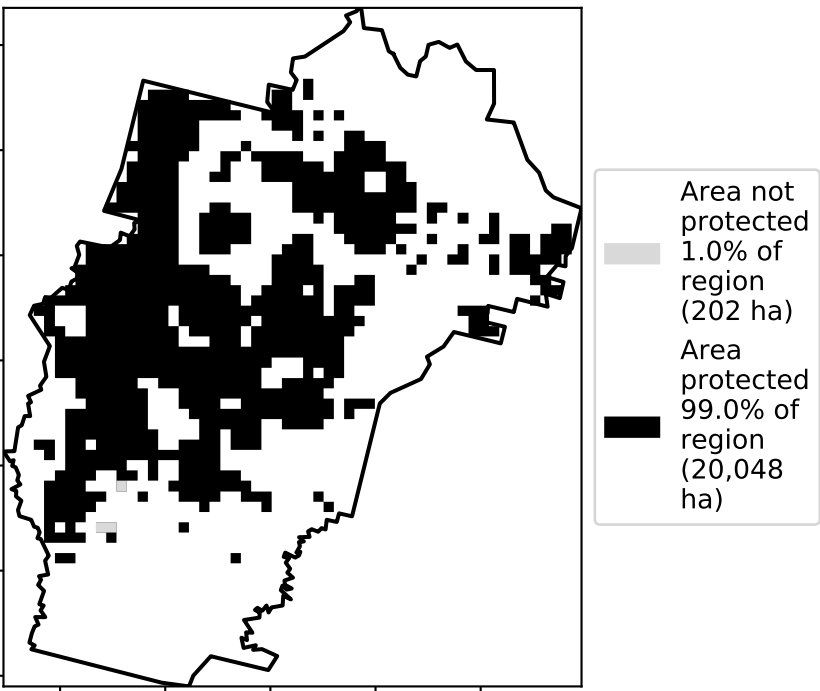 Area not
protected
1.0% of
region
(202 ha)
Area
protected
99.0% of
region
(20,048
ha)